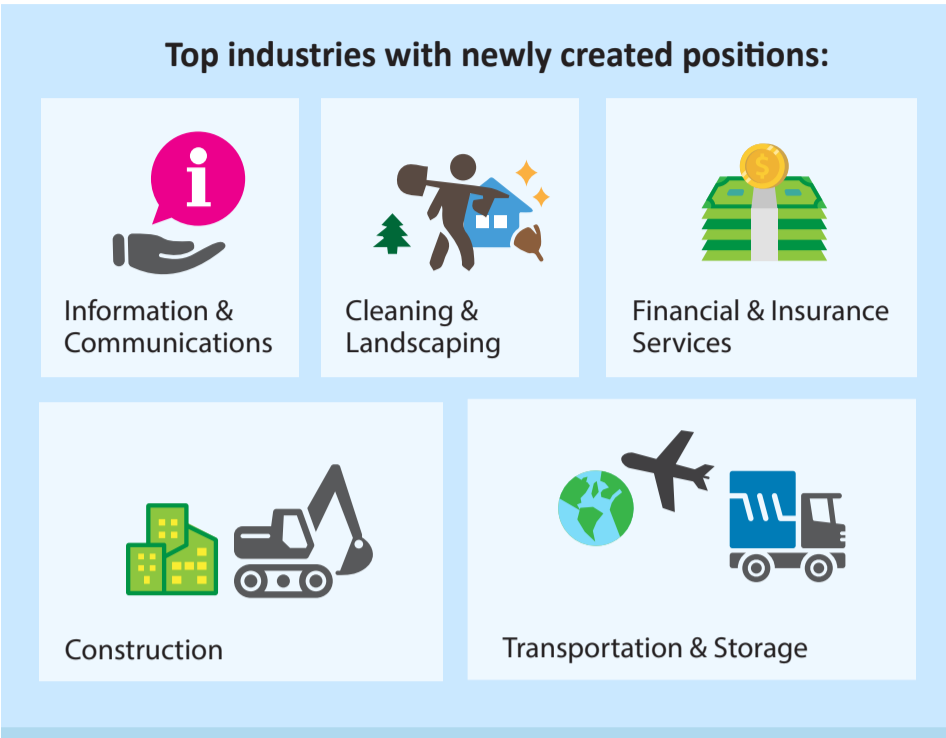 Top industries with newly created positions:
Information &
Communications
Cleaning &
Landscaping
Financial & Insurance
Services
Construction
Transportation & Storage